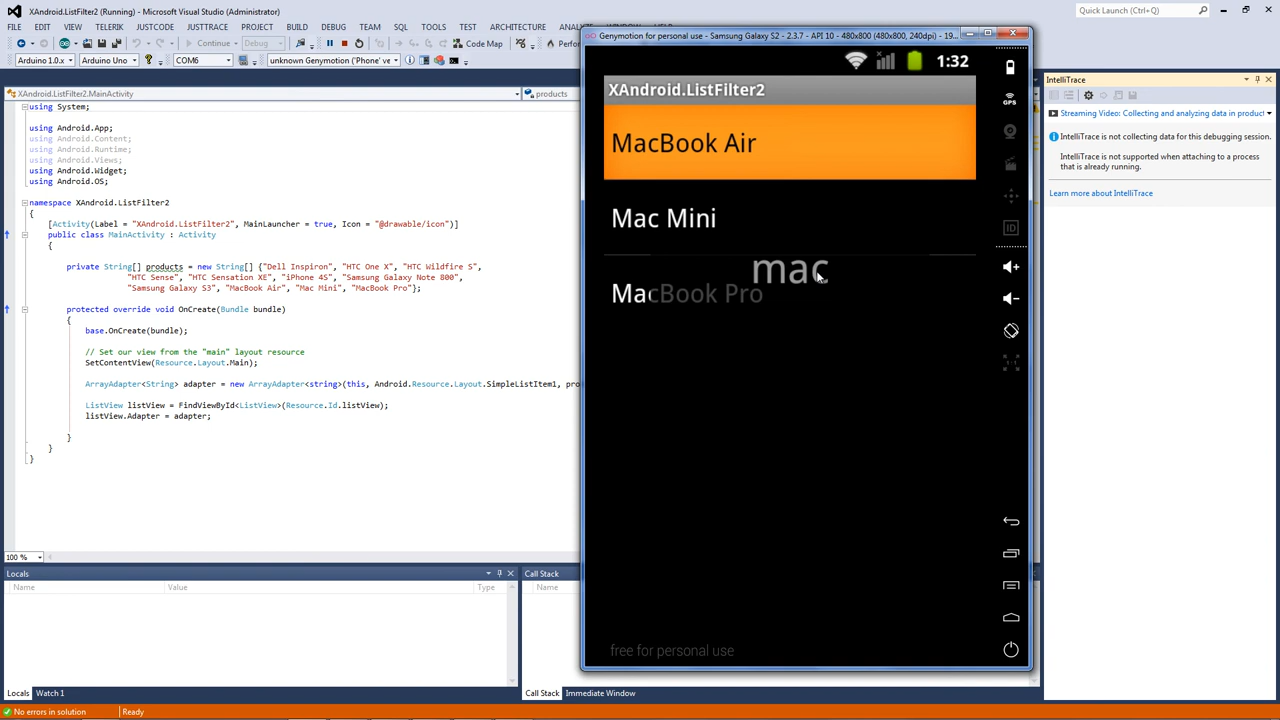 XAndroid.ListFilter2 (Running) - Microsoft Visual Studio (Administrator)
Quick Launch (Ctrl+Q)
FILE EDIT VIEW TELERIK JUSTCODE JUSTTRACE PROJECT BUILD DEBUG TEAM TOOLS TEST ARCHITECTURE
Continue
Code Map
Perform
Arduino 1.0.x
Arduino Uno
COM6
unknown Genymotion ('Phone' ve
XAndroid.ListFilter2.MainActivity
products
using System;
using Android.App;
using Android.Content;
using Android.Runtime;
using Android.Views;
using Android.Widget;
using Android.OS;
namespace XAndroid.ListFilter2
{
[Activity(Label = "XAndroid.ListFilter2", MainLauncher = true, Icon = "@drawable/icon")]
public class MainActivity : Activity
{
private String[] products = new String[] {"Dell Inspiron", "HTC One X", "HTC Wildfire S",
"HTC Sense", "HTC Sensation XE", "iPhone 4S", "Samsung Galaxy Note 800",
"Samsung Galaxy S3", "MacBook Air", "Mac Mini", "MacBook Pro"};
protected override void OnCreate(Bundle bundle)
{
base.OnCreate(bundle);
// Set our view from the "main" layout resource
SetContentView(Resource.Layout.Main);
ArrayAdapter<String> adapter = new ArrayAdapter<string>(this, Android.Resource.Layout.SimpleListItem1, pro
ListView listView = FindViewById<ListView>(Resource.Id.listView);
listView.Adapter = adapter;
}
}
}
100 %
Locals
Name Value Type
Locals Watch 1
Call Stack
Name
Call Stack Immediate Window
No errors in solution
Ready
Genymotion for personal use - Samsung Galaxy S2 - 2.3.7 - API 10 - 480x800 (480x800, 240dpi) - 19...
1:32
XAndroid.ListFilter2
MacBook Air
Mac Mini
mac
MacBook Pro
free for personal use
GPS
ID
1:1
IntelliTrace
Streaming Video: Collecting and analyzing data in product
IntelliTrace is not collecting data for this debugging session.
IntelliTrace is not supported when attaching to a process
that is already running.
Learn more about IntelliTrace